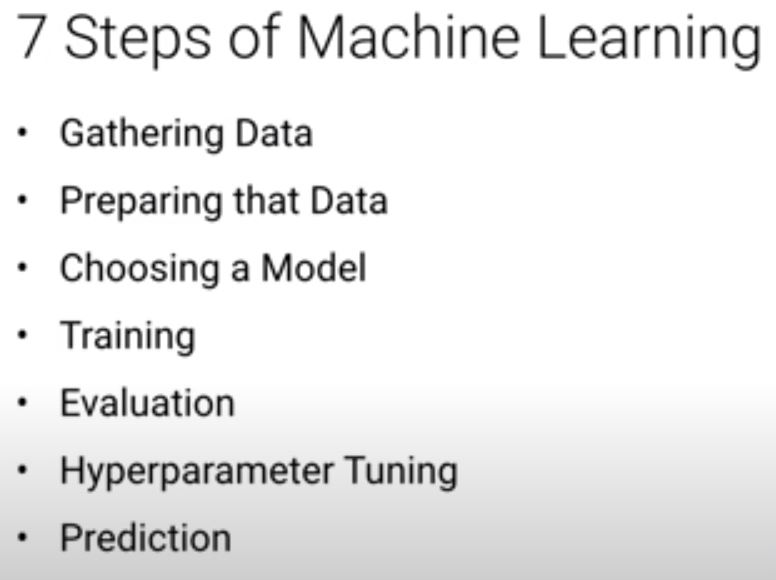 7 Steps of Machine Learning
• Gathering Data
• Preparing that Data
• Choosing a Model
• Training
• Evaluation
• Hyperparameter Tuning
• Prediction